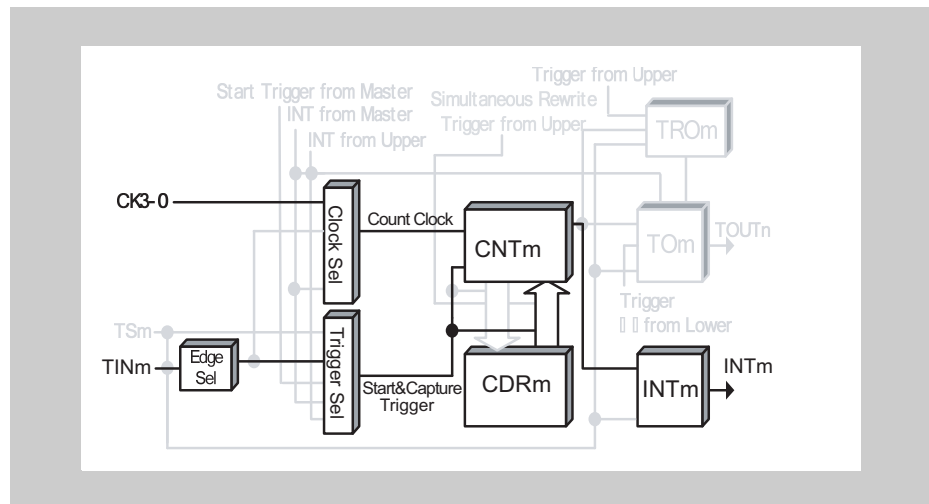 Trigger from Upper
Start Trigger from Master
Simultaneous Rewrite
INT from Master
Trigger from Upper
TROm
INT from Upper
CK3-0
Clock Sel
Count Clock
CNTm
TOm
TOUTn
Trigger
from Lower
TSm
TINm
Edge
Sel
Trigger Sel
Start&Capture
Trigger
CDRm
INTm
INTm